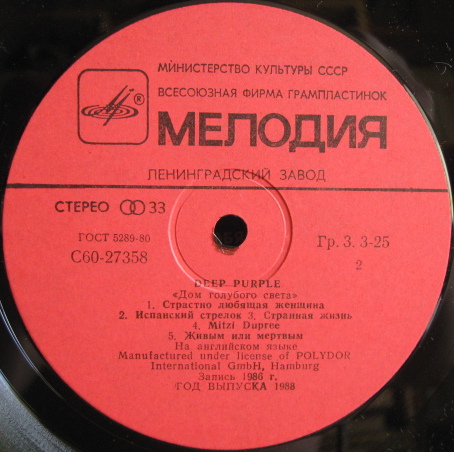 МИНИСТЕРСТВО КУЛЬТУРЫ СССР
ВСЕСОЮЗНАЯ ФИРМА ГРАМПЛАСТИНОК
®
МЕЛОДИЯ
ЛЕНИНГРАДСКИЙ ЗАВОД
СТЕРЕО 33
ГОСТ 5289-80
Гр. 3. 3-25
С60-27358
2
DEEP PURPLE
«Дом голубого света»
1. Страстно любящая женщина
2. Испанский стрелок 3. Странная жизнь
4. Mitzi Dupree
5. Живым или мертвым
На английском языке
Manufactured under license of POLYDOR
International GmbH, Hamburg
Запись 1986 г.
ГОД ВЫПУСКА 1988